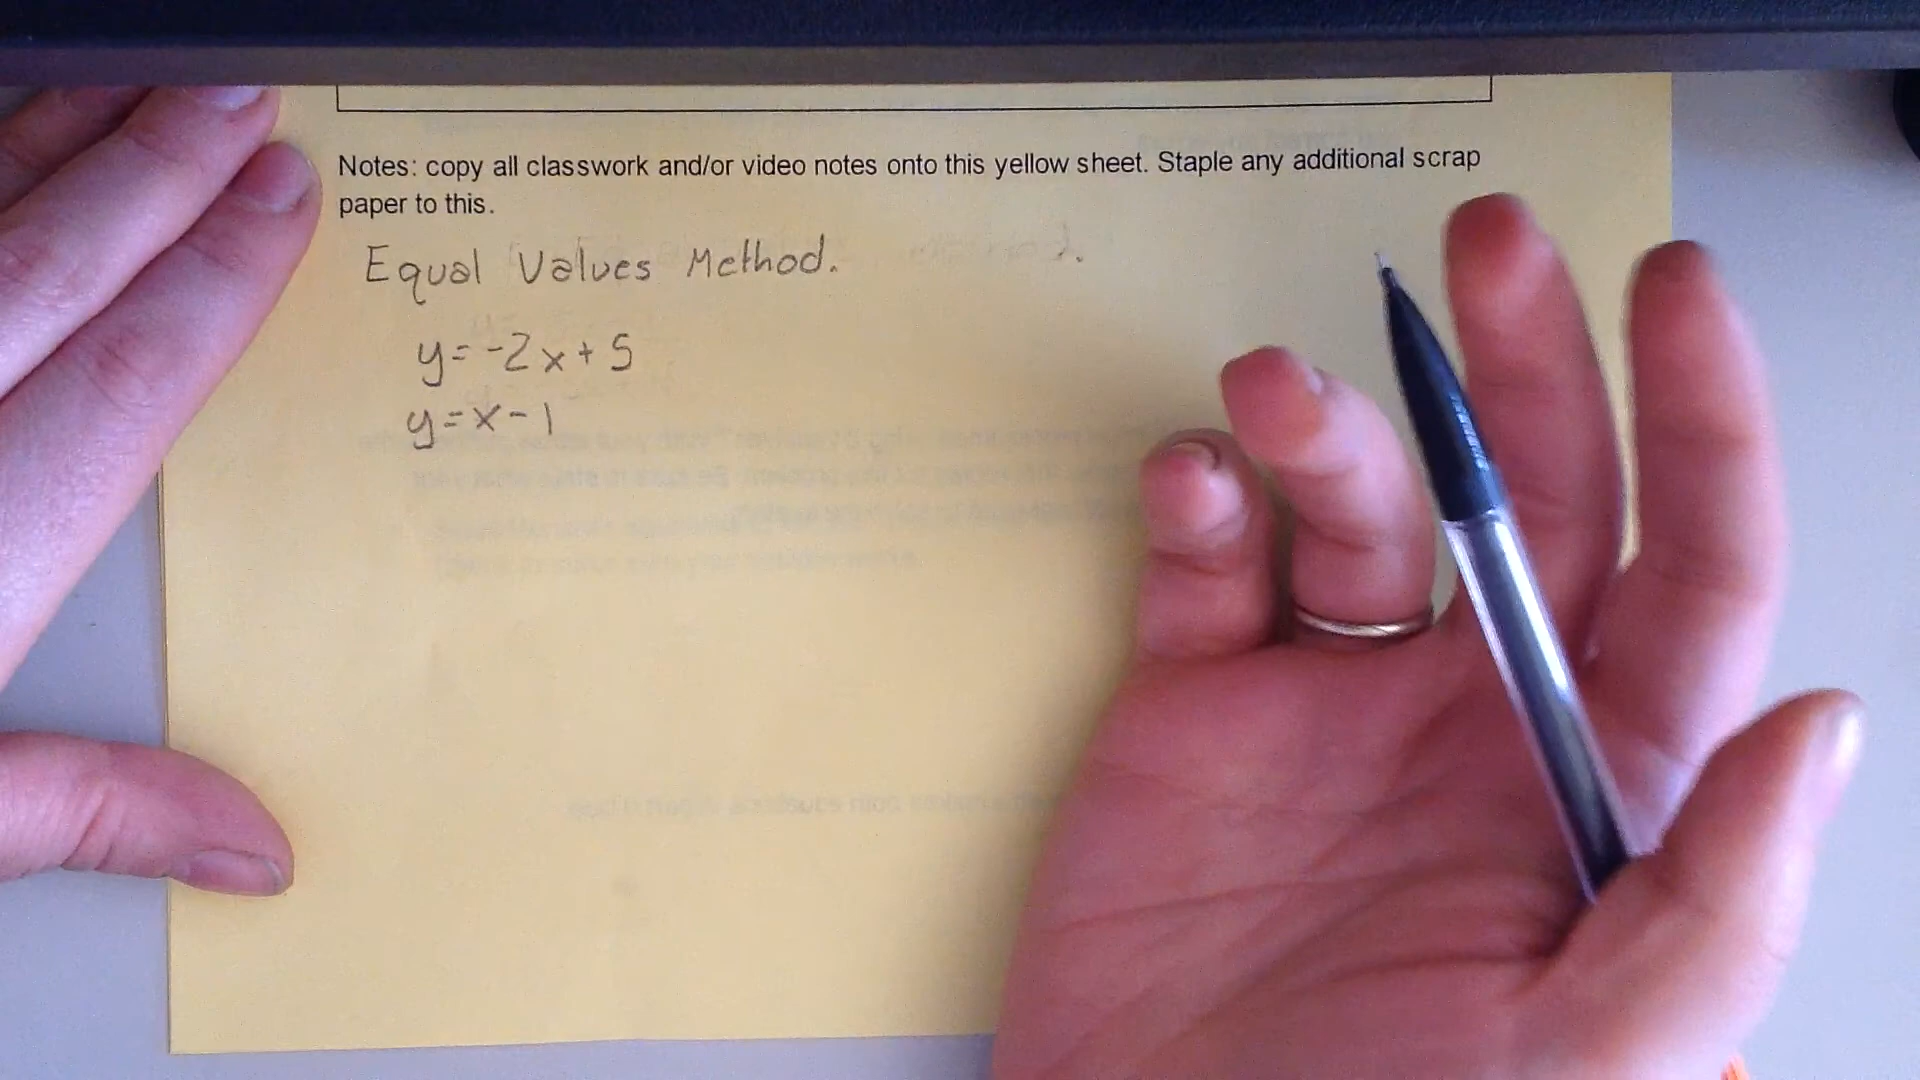 Notes: copy all classwork and/or video notes onto this yellow sheet. Staple any additional scrap
paper to this.
Equal Values Method.
y=-2x+5
y=x-1